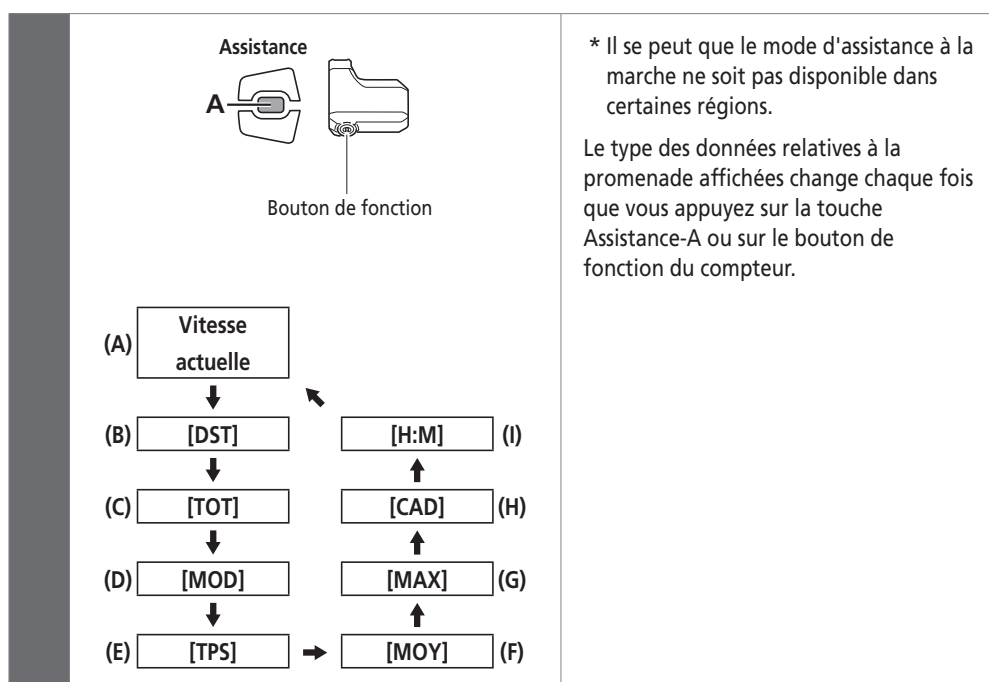 Assistance
A
Bouton de fonction
(A) Vitesse
actuelle
(B) [DST]
(C) [TOT]
(D) [MOD]
(E) [TPS]
[MOY] (F)
[MAX] (G)
[CAD] (H)
[H:M] (I)
* Il se peut que le mode d'assistance à la
marche ne soit pas disponible dans
certaines régions.
Le type des données relatives à la
promenade affichées change chaque fois
que vous appuyez sur la touche
Assistance-A ou sur le bouton de
fonction du compteur.